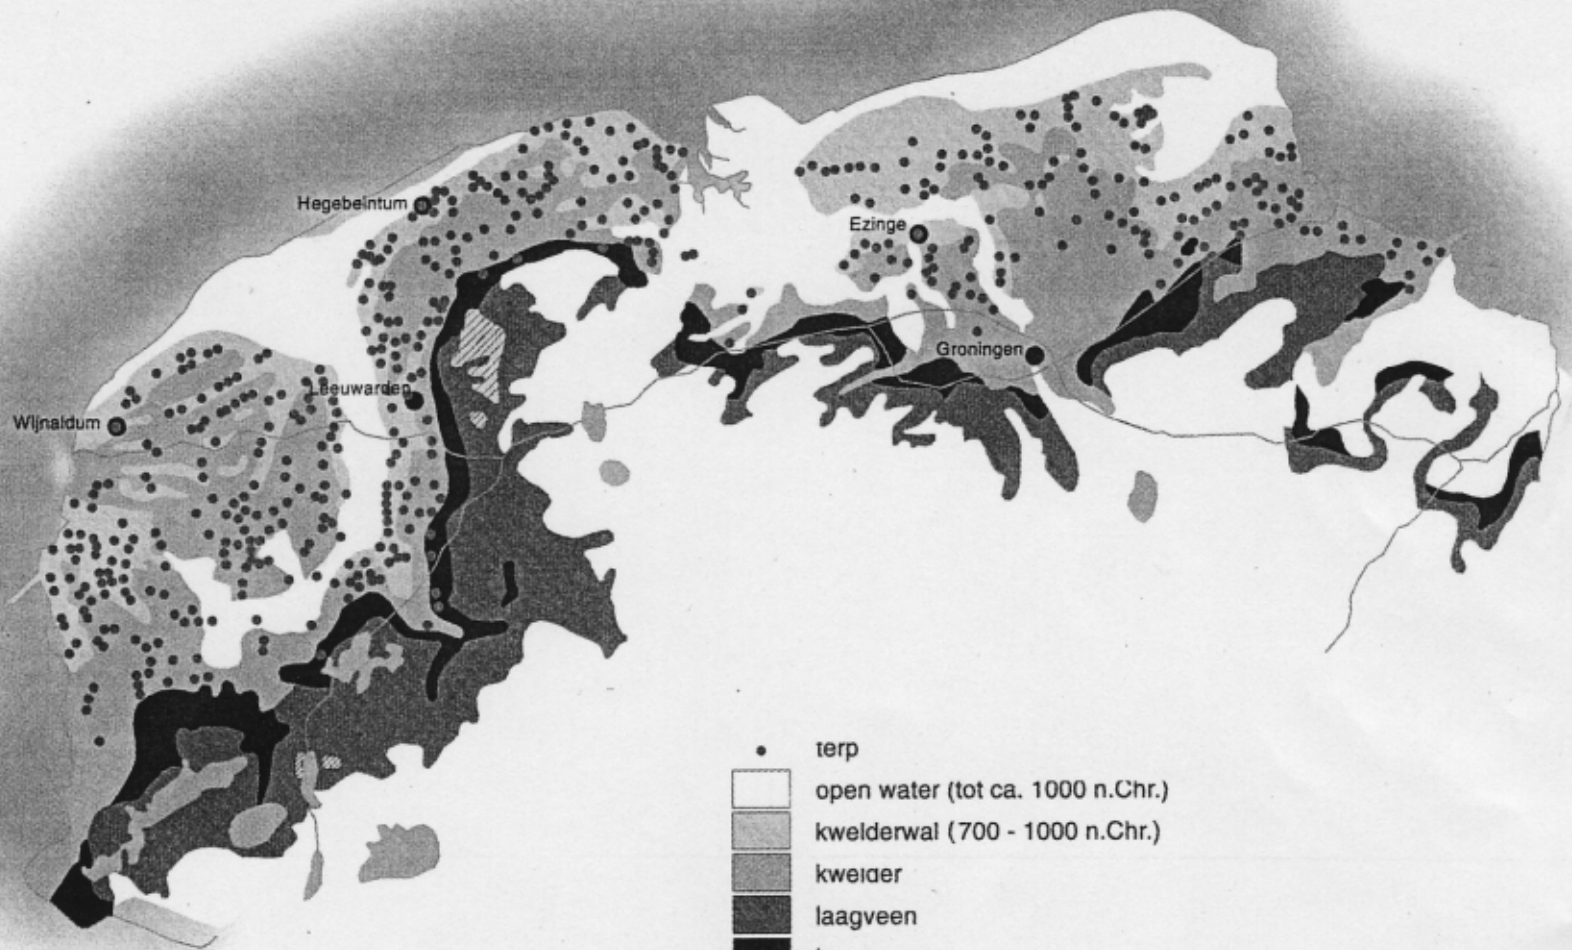 Hegebeintum
Ezinge
Groningen
Leeuwarden
Wijnaldum
terp
open water (tot ca. 1000 n.Chr.)
kwelderwal (700 - 1000 n.Chr.)
kwelder
laagveen